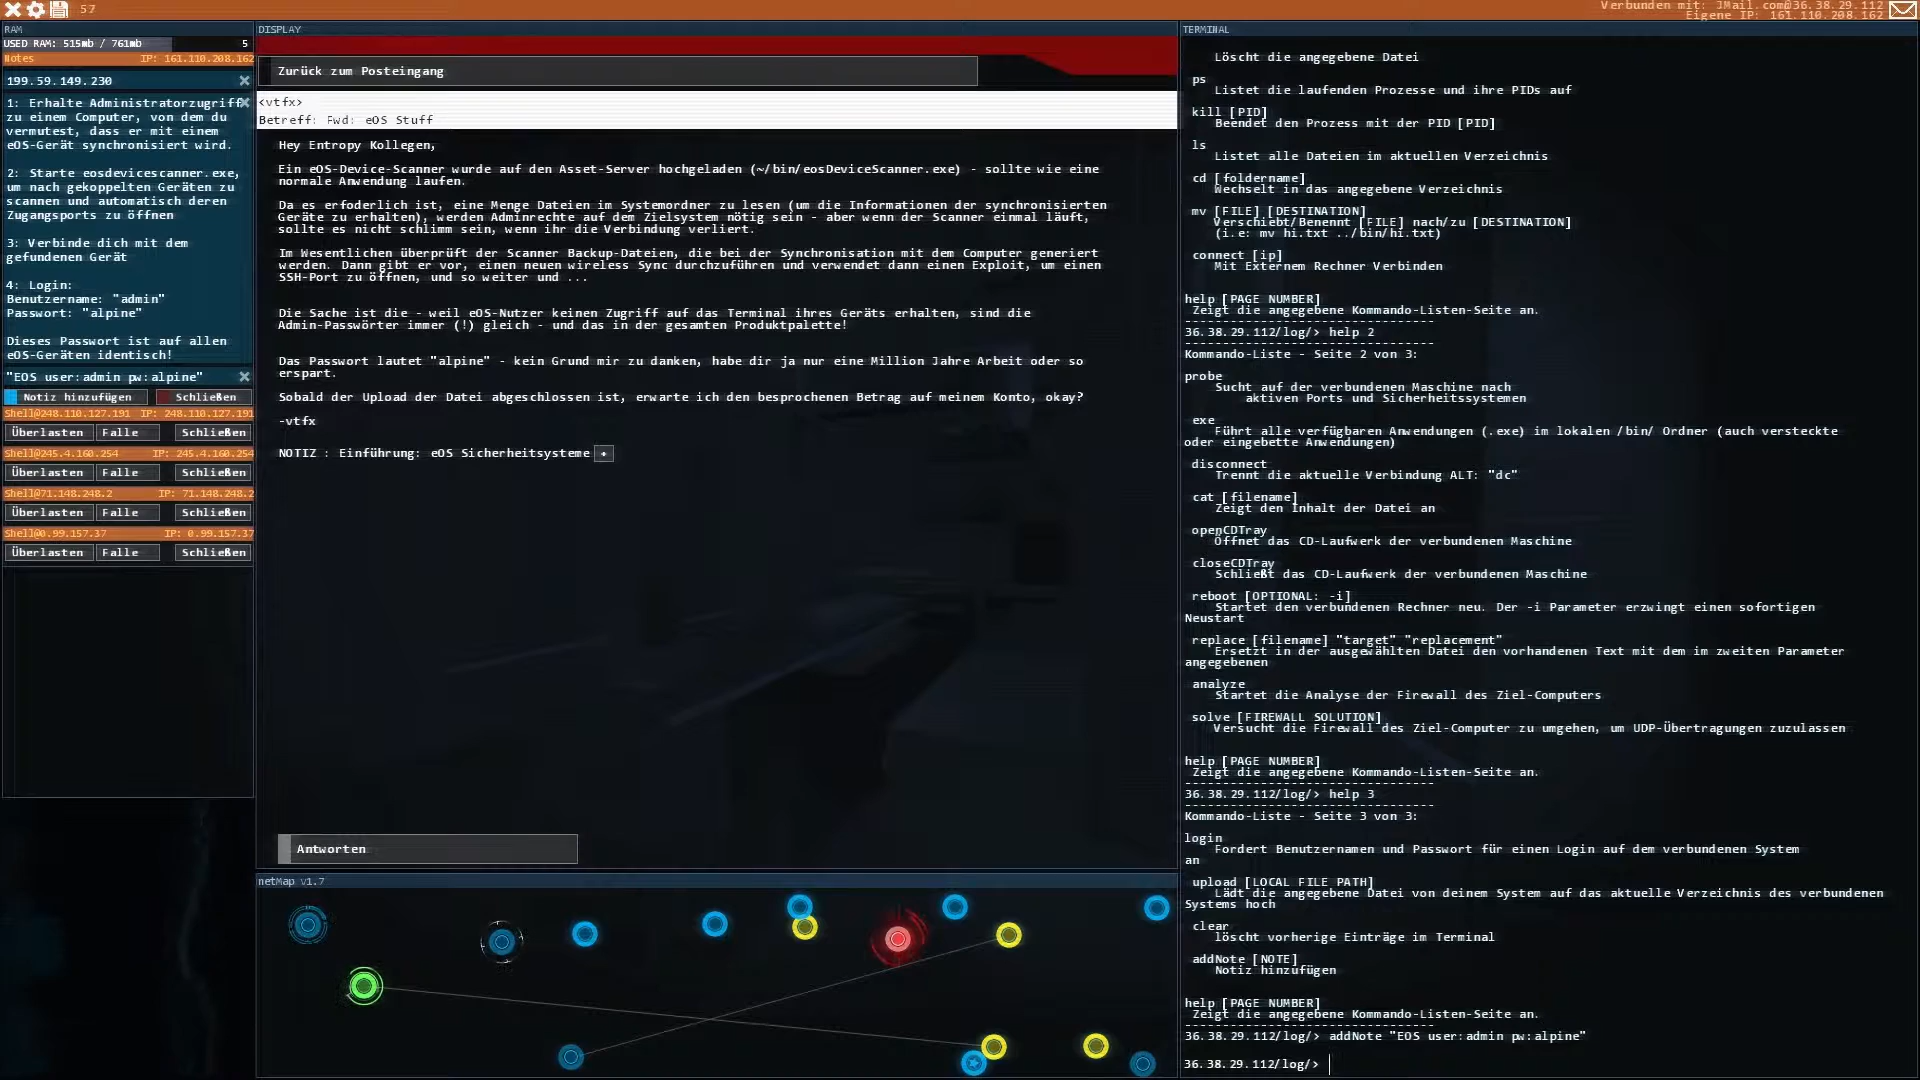 57
Verbunden mit: JMail.com@36.38.29.112
Eigene IP: 161.110.208.162
RAM
USED RAM: 515mb / 761mb 5
Notes IP: 161.110.208.162
199.59.149.230
1: Erhalte Administratorzugriff
zu einem Computer, von dem du
vermutest, dass er mit einem
eOS-Gerät synchronisiert wird.
2: Starte eosdevicescanner.exe,
um nach gekoppelten Geräten zu
scannen und automatisch deren
Zugangsports zu öffnen
3: Verbinde dich mit dem
gefundenen Gerät
4: Login:
Benutzername: "admin"
Passwort: "alpine"
Dieses Passwort ist auf allen
eOS-Geräten identisch!
"EOS user:admin pw:alpine"
Notiz hinzufügen Schließen
Shell@248.110.127.191 IP: 248.110.127.191
Überlasten Falle Schließen
Shell@245.4.160.254 IP: 245.4.160.254
Überlasten Falle Schließen
Shell@71.148.248.2 IP: 71.148.248.2
Überlasten Falle Schließen
Shell@0.99.157.37 IP: 0.99.157.37
Überlasten Falle Schließen
DISPLAY
Zurück zum Posteingang
<vtfx>
Betreff: Fwd: eOS Stuff
Hey Entropy Kollegen,
Ein eOS-Device-Scanner wurde auf den Asset-Server hochgeladen (~/bin/eosDeviceScanner.exe) - sollte wie eine
normale Anwendung laufen.
Da es erfoderlich ist, eine Menge Dateien im Systemordner zu lesen (um die Informationen der synchronisierten
Geräte zu erhalten), werden Adminrechte auf dem Zielsystem nötig sein - aber wenn der Scanner einmal läuft,
sollte es nicht schlimm sein, wenn ihr die Verbindung verliert.
Im Wesentlichen überprüft der Scanner Backup-Dateien, die bei der Synchronisation mit dem Computer generiert
werden. Dann gibt er vor, einen neuen wireless Sync durchzuführen und verwendet dann einen Exploit, um einen
SSH-Port zu öffnen, und so weiter und ...
Die Sache ist die - weil eOS-Nutzer keinen Zugriff auf das Terminal ihres Geräts erhalten, sind die
Admin-Passwörter immer (!) gleich - und das in der gesamten Produktpalette!
Das Passwort lautet "alpine" - kein Grund mir zu danken, habe dir ja nur eine Million Jahre Arbeit oder so
erspart.
Sobald der Upload der Datei abgeschlossen ist, erwarte ich den besprochenen Betrag auf meinem Konto, okay?
-vtfx
NOTIZ : Einführung: eOS Sicherheitsysteme +
Antworten
netMap v1.7
TERMINAL
Löscht die angegebene Datei
ps
Listet die laufenden Prozesse und ihre PIDs auf
kill [PID]
Beendet den Prozess mit der PID [PID]
ls
Listet alle Dateien im aktuellen Verzeichnis
cd [foldername]
Wechselt in das angegebene Verzeichnis
mv [FILE] [DESTINATION]
Verschiebt/Benennt [FILE] nach/zu [DESTINATION]
(i.e: mv hi.txt ../bin/hi.txt)
connect [ip]
Mit Externem Rechner Verbinden
help [PAGE NUMBER]
Zeigt die angegebene Kommando-Listen-Seite an.
---------------------------------
36.38.29.112/log/> help 2
---------------------------------
Kommando-Liste - Seite 2 von 3:
probe
Sucht auf der verbundenen Maschine nach
aktiven Ports und Sicherheitssystemen
exe
Führt alle verfügbaren Anwendungen (.exe) im lokalen /bin/ Ordner (auch versteckte
oder eingebette Anwendungen)
disconnect
Trennt die aktuelle Verbindung ALT: "dc"
cat [filename]
Zeigt den Inhalt der Datei an
openCDTray
Öffnet das CD-Laufwerk der verbundenen Maschine
closeCDTray
Schließt das CD-Laufwerk der verbundenen Maschine
reboot [OPTIONAL: -i]
Startet den verbundenen Rechner neu. Der -i Parameter erzwingt einen sofortigen
Neustart
replace [filename] "target" "replacement"
Ersetzt in der ausgewählten Datei den vorhandenen Text mit dem im zweiten Parameter
angegebenen
analyze
Startet die Analyse der Firewall des Ziel-Computers
solve [FIREWALL SOLUTION]
Versucht die Firewall des Ziel-Computer zu umgehen, um UDP-Übertragungen zuzulassen
help [PAGE NUMBER]
Zeigt die angegebene Kommando-Listen-Seite an.
---------------------------------
36.38.29.112/log/> help 3
---------------------------------
Kommando-Liste - Seite 3 von 3:
login
Fordert Benutzernamen und Passwort für einen Login auf dem verbundenen System
an
upload [LOCAL FILE PATH]
Lädt die angegebene Datei von deinem System auf das aktuelle Verzeichnis des verbundenen
Systems hoch
clear
löscht vorherige Einträge im Terminal
addNote [NOTE]
Notiz hinzufügen
help [PAGE NUMBER]
Zeigt die angegebene Kommando-Listen-Seite an.
---------------------------------
36.38.29.112/log/> addNote "EOS user:admin pw:alpine"
36.38.29.112/log/>